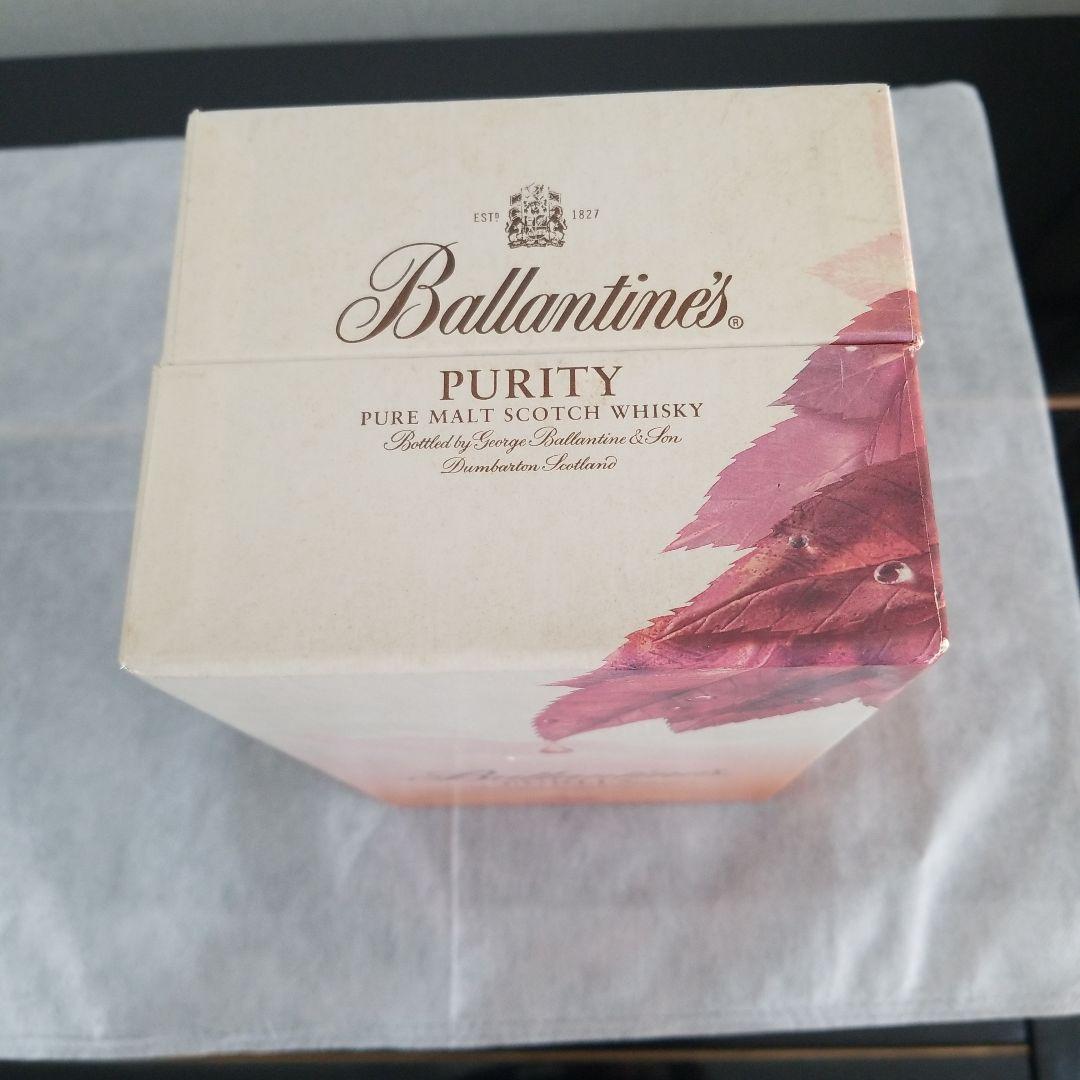 ESTD 1827
Ballantine's®
PURITY
PURE MALT SCOTCH WHISKY
Bottled by George Ballantine & Son
Dumbarton Scotland